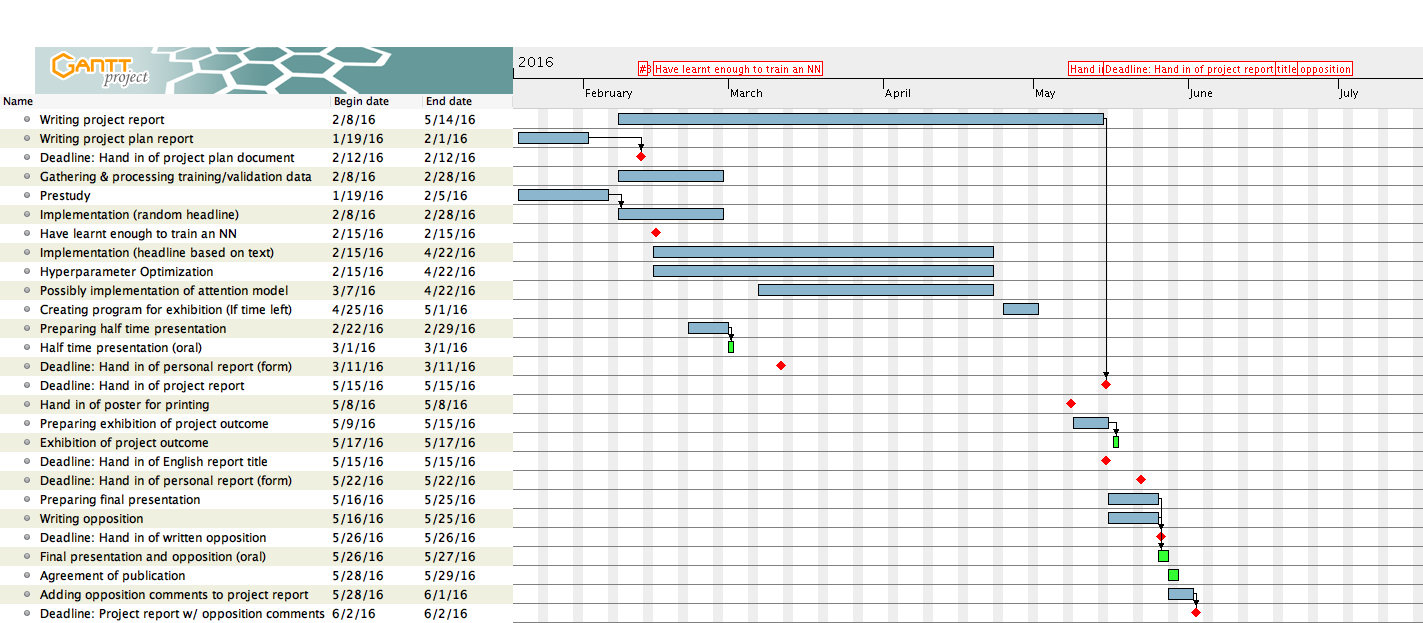 GANTT project
2016
#3 Have learnt enough to train an NN Hand i Deadline: Hand in of project report title opposition
February March April May June July
Name Begin date End date
Writing project report 2/8/16 5/14/16
Writing project plan report 1/19/16 2/1/16
Deadline: Hand in of project plan document 2/12/16 2/12/16
Gathering & processing training/validation data 2/8/16 2/28/16
Prestudy 1/19/16 2/5/16
Implementation (random headline) 2/8/16 2/28/16
Have learnt enough to train an NN 2/15/16 2/15/16
Implementation (headline based on text) 2/15/16 4/22/16
Hyperparameter Optimization 2/15/16 4/22/16
Possibly implementation of attention model 3/7/16 4/22/16
Creating program for exhibition (If time left) 4/25/16 5/1/16
Preparing half time presentation 2/22/16 2/29/16
Half time presentation (oral) 3/1/16 3/1/16
Deadline: Hand in of personal report (form) 3/11/16 3/11/16
Deadline: Hand in of project report 5/15/16 5/15/16
Hand in of poster for printing 5/8/16 5/8/16
Preparing exhibition of project outcome 5/9/16 5/15/16
Exhibition of project outcome 5/17/16 5/17/16
Deadline: Hand in of English report title 5/15/16 5/15/16
Deadline: Hand in of personal report (form) 5/22/16 5/22/16
Preparing final presentation 5/16/16 5/25/16
Writing opposition 5/16/16 5/25/16
Deadline: Hand in of written opposition 5/26/16 5/26/16
Final presentation and opposition (oral) 5/26/16 5/27/16
Agreement of publication 5/28/16 5/29/16
Adding opposition comments to project report 5/28/16 6/1/16
Deadline: Project report w/ opposition comments 6/2/16 6/2/16